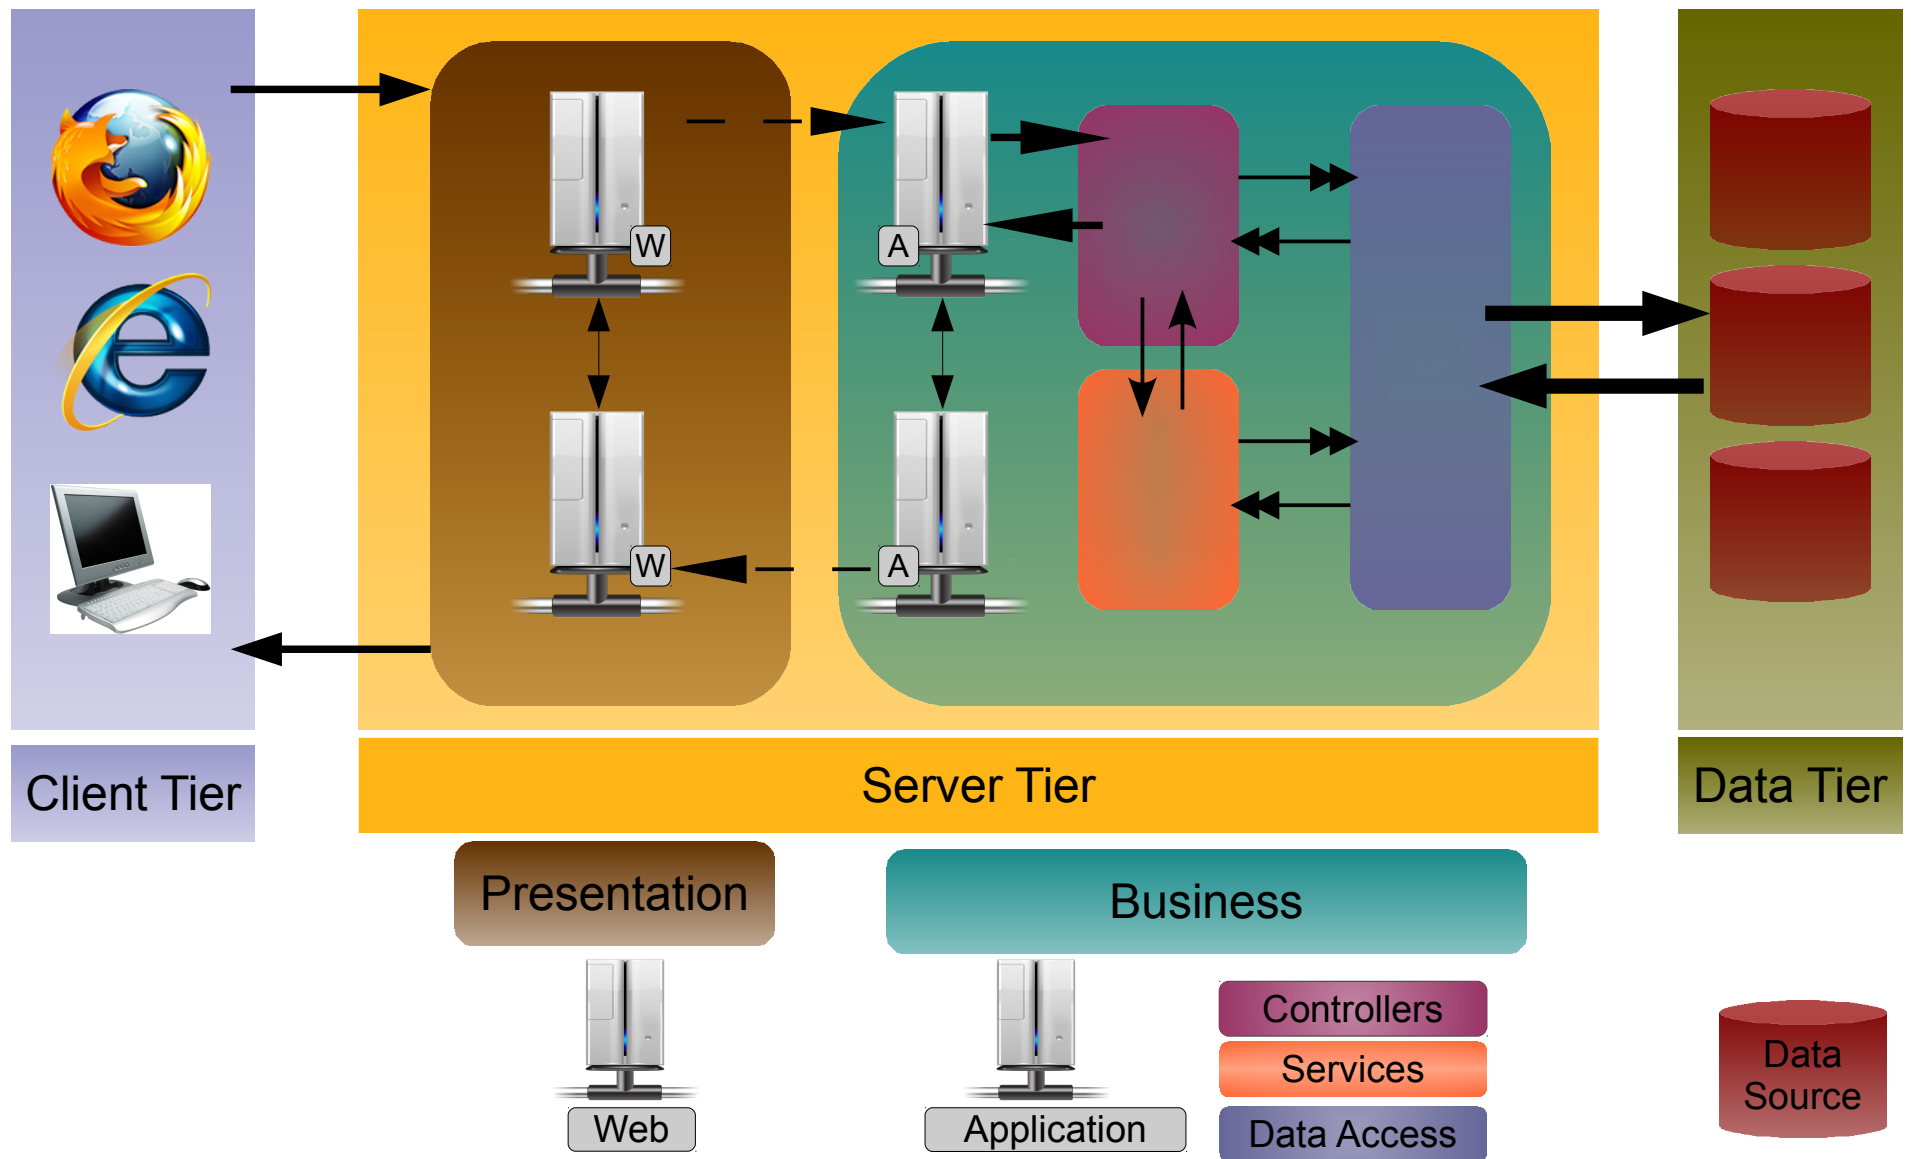 W
A
W
A
Client Tier
Server Tier
Data Tier
Presentation
Business
Controllers
Services
Data Access
Web
Application
Data
Source